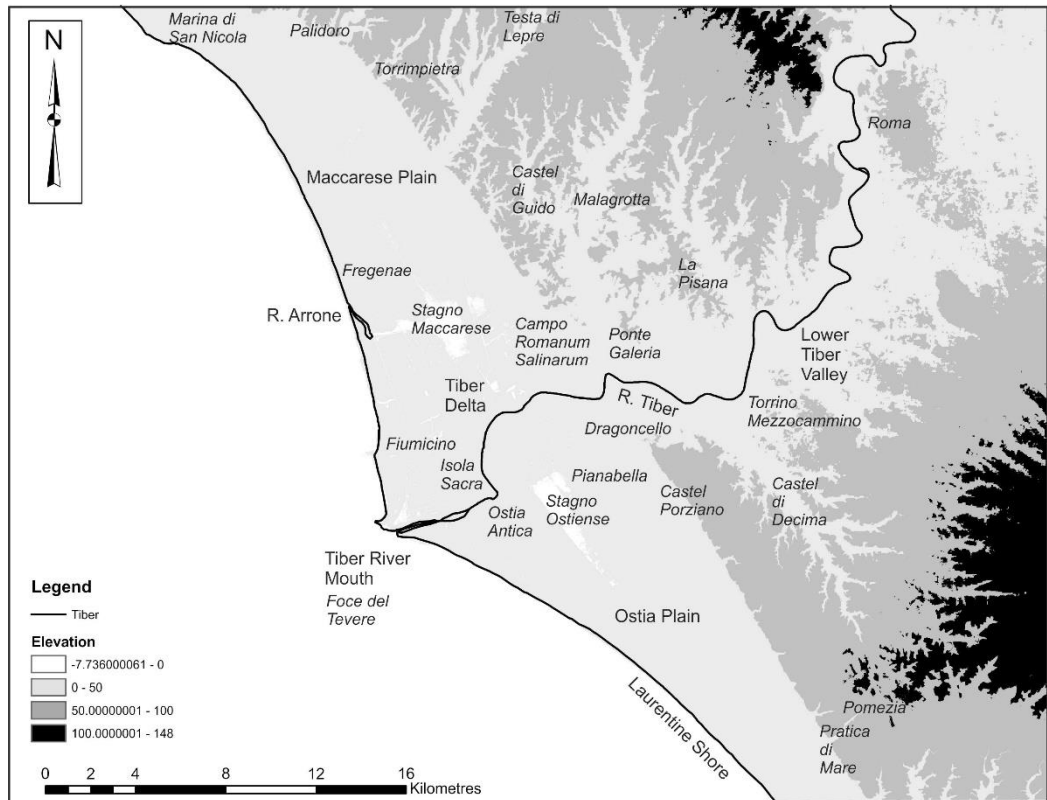 Marina di
San Nicola
Palidoro
Testa di
Lepre
N
Torrimpietra
Roma
Maccarese Plain
Castel
di
Guido
Malagrotta
Fregenae
La
Pisana
R. Arrone
Stagno
Maccarese
Campo
Romanum
Salinarum
Ponte
Galeria
Lower
Tiber
Valley
Tiber
Delta
R. Tiber
Dragoncello
Torrino
Mezzocammino
Fiumicino
Isola
Sacra
Pianabella
Ostia
Antica
Stagno
Ostiense
Castel
Porziano
Castel
di
Decima
Tiber River
Mouth
Foce del
Tevere
Ostia Plain
Laurentine Shore
Pomezia
Pratica
di
Mare
Legend
Tiber
Elevation
-7.736000061 - 0
0 - 50
50.00000001 - 100
100.0000001 - 148
0 2 4 8 12 16
Kilometres